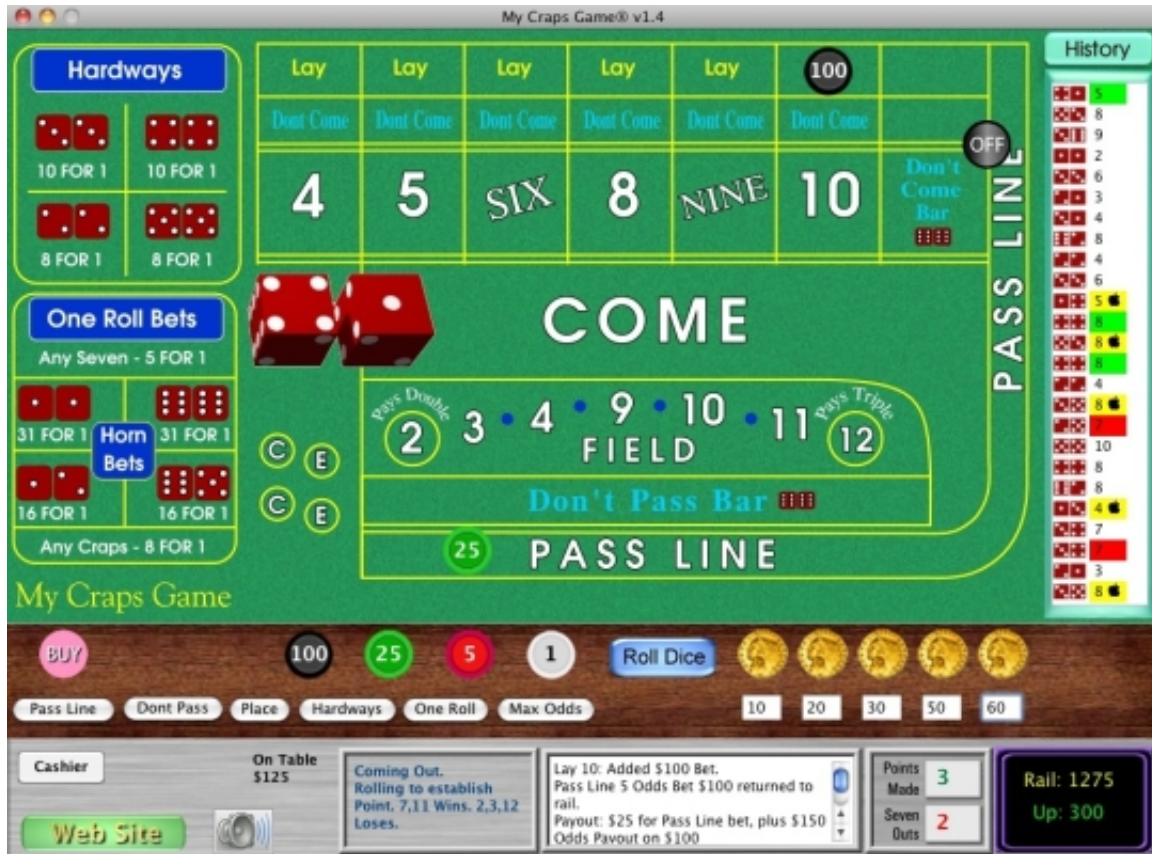 My Craps Game® v1.4
Hardways
10 FOR 1
10 FOR 1
8 FOR 1
8 FOR 1
One Roll Bets
Any Seven - 5 FOR 1
31 FOR 1
31 FOR 1
Horn
Bets
16 FOR 1
16 FOR 1
Any Craps - 8 FOR 1
My Craps Game
Lay
Lay
Lay
Lay
Lay
100
Dont Come
Dont Come
Dont Come
Dont Come
Dont Come
Dont Come
OFF
4
5
SIX
8
NINE
10
Don't
Come
Bar
PASS LINE
COME
Pays Double
2
3
4
9
10
11
Pays Triple
12
FIELD
C
E
C
E
Don't Pass Bar
25
PASS LINE
History
5
8
9
2
6
3
4
8
4
6
5
8
8
8
4
8
7
10
8
8
4
7
7
3
8
BUY
100
25
5
1
Roll Dice
Pass Line
Dont Pass
Place
Hardways
One Roll
Max Odds
10
20
30
50
60
Cashier
On Table
$125
Web Site
Coming Out.
Rolling to establish
Point. 7,11 Wins. 2,3,12
Loses.
Lay 10: Added $100 Bet.
Pass Line 5 Odds Bet $100 returned to
rail.
Payout: $25 for Pass Line bet, plus $150
Odds Payout on $100
Points
Made
3
Seven
Outs
2
Rail: 1275
Up: 300